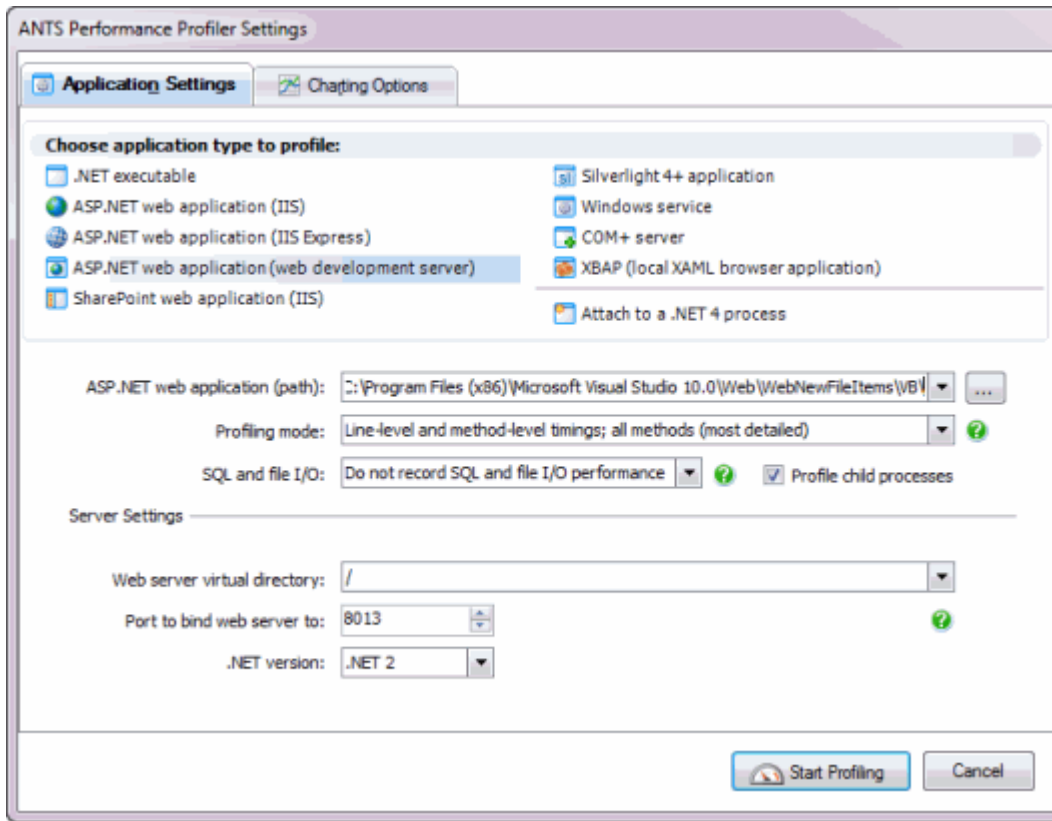 ANTS Performance Profiler Settings
Application Settings
Charting Options
Choose application type to profile:
.NET executable
ASP.NET web application (IIS)
ASP.NET web application (IIS Express)
ASP.NET web application (web development server)
SharePoint web application (IIS)
Silverlight 4+ application
Windows service
COM+ server
XBAP (local XAML browser application)
Attach to a .NET 4 process
ASP.NET web application (path): :\Program Files (x86)\Microsoft Visual Studio 10.0\Web\WebNewFileItems\VB\ ...
Profiling mode: Line-level and method-level timings; all methods (most detailed)
SQL and file I/O: Do not record SQL and file I/O performance Profile child processes
Server Settings
Web server virtual directory: /
Port to bind web server to: 8013
.NET version: .NET 2
Start Profiling Cancel